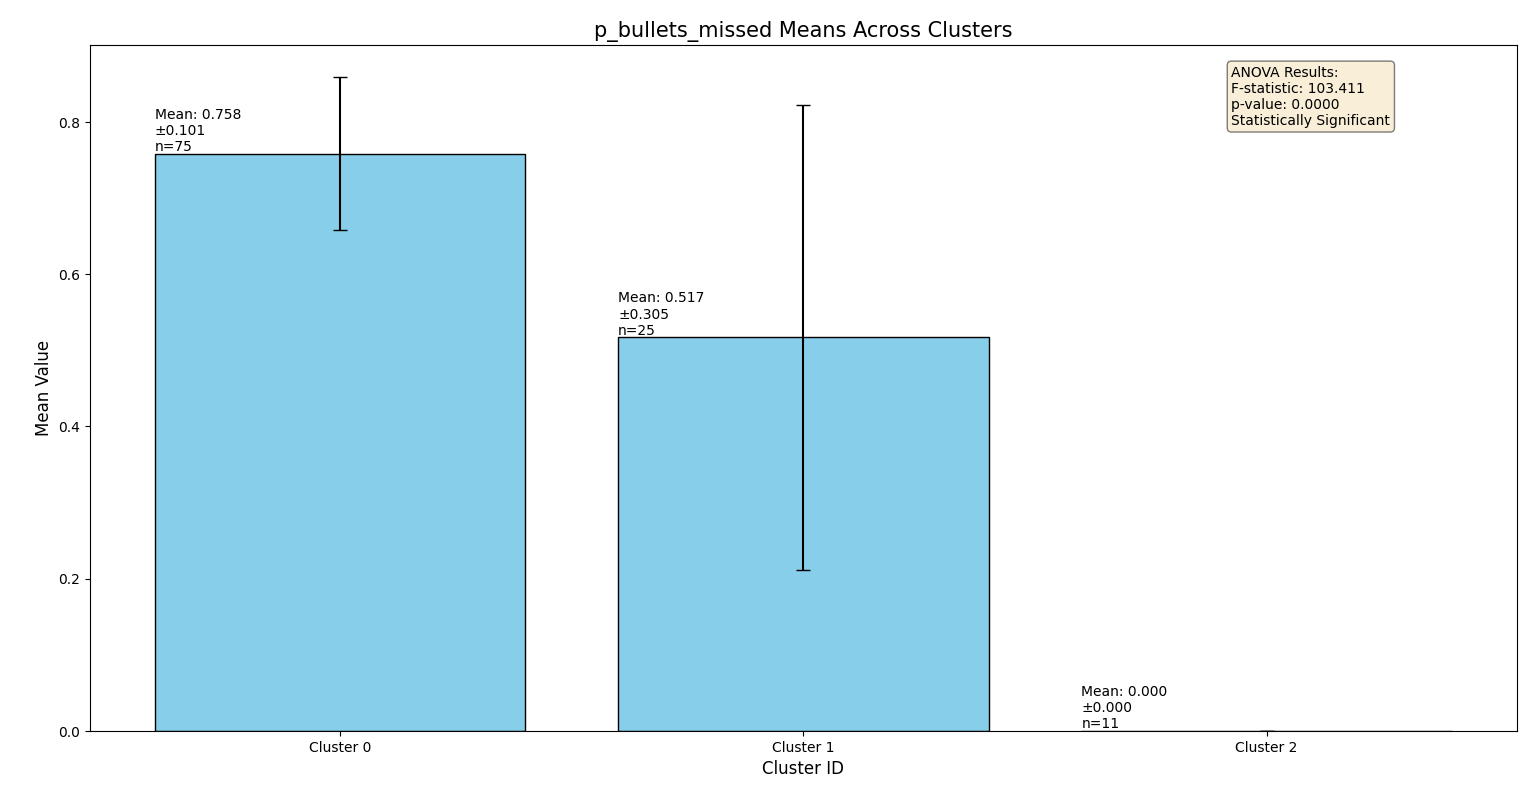 p_bullets_missed Means Across Clusters
ANOVA Results:
F-statistic: 103.411
p-value: 0.0000
Statistically Significant
Mean: 0.758
±0.101
n=75
Mean: 0.517
±0.305
n=25
Mean: 0.000
±0.000
n=11
Mean Value
0.8
0.6
0.4
0.2
0.0
Cluster 0
Cluster 1
Cluster 2
Cluster ID